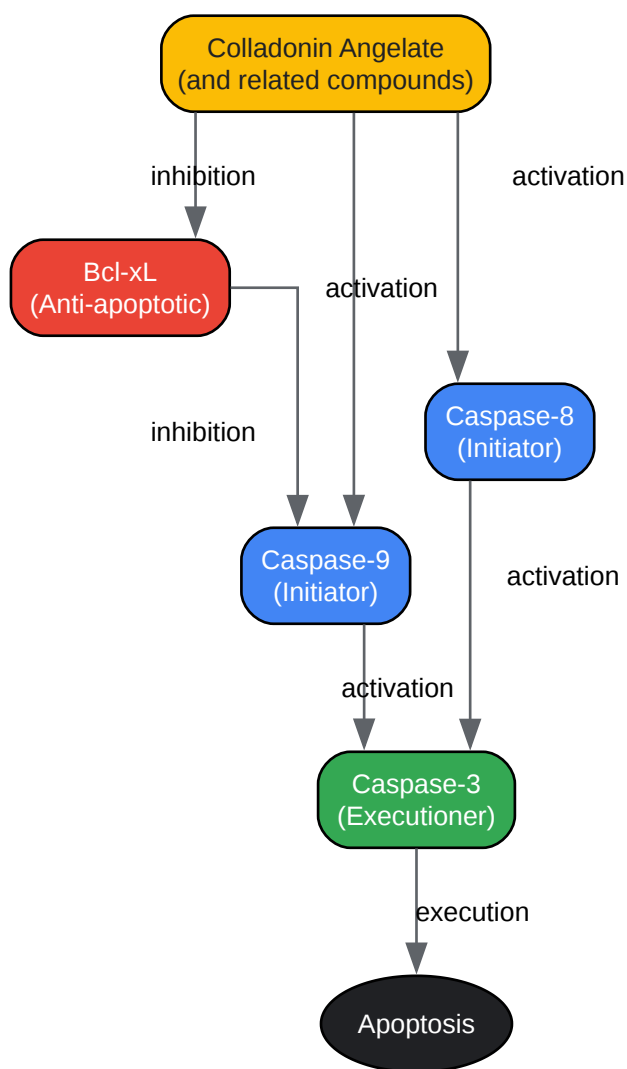 Colladonin Angelate
(and related compounds)
inhibition
activation
Bcl-xL
(Anti-apoptotic)
activation
Caspase-8
(Initiator)
inhibition
Caspase-9
(Initiator)
activation
activation
Caspase-3
(Executioner)
execution
Apoptosis